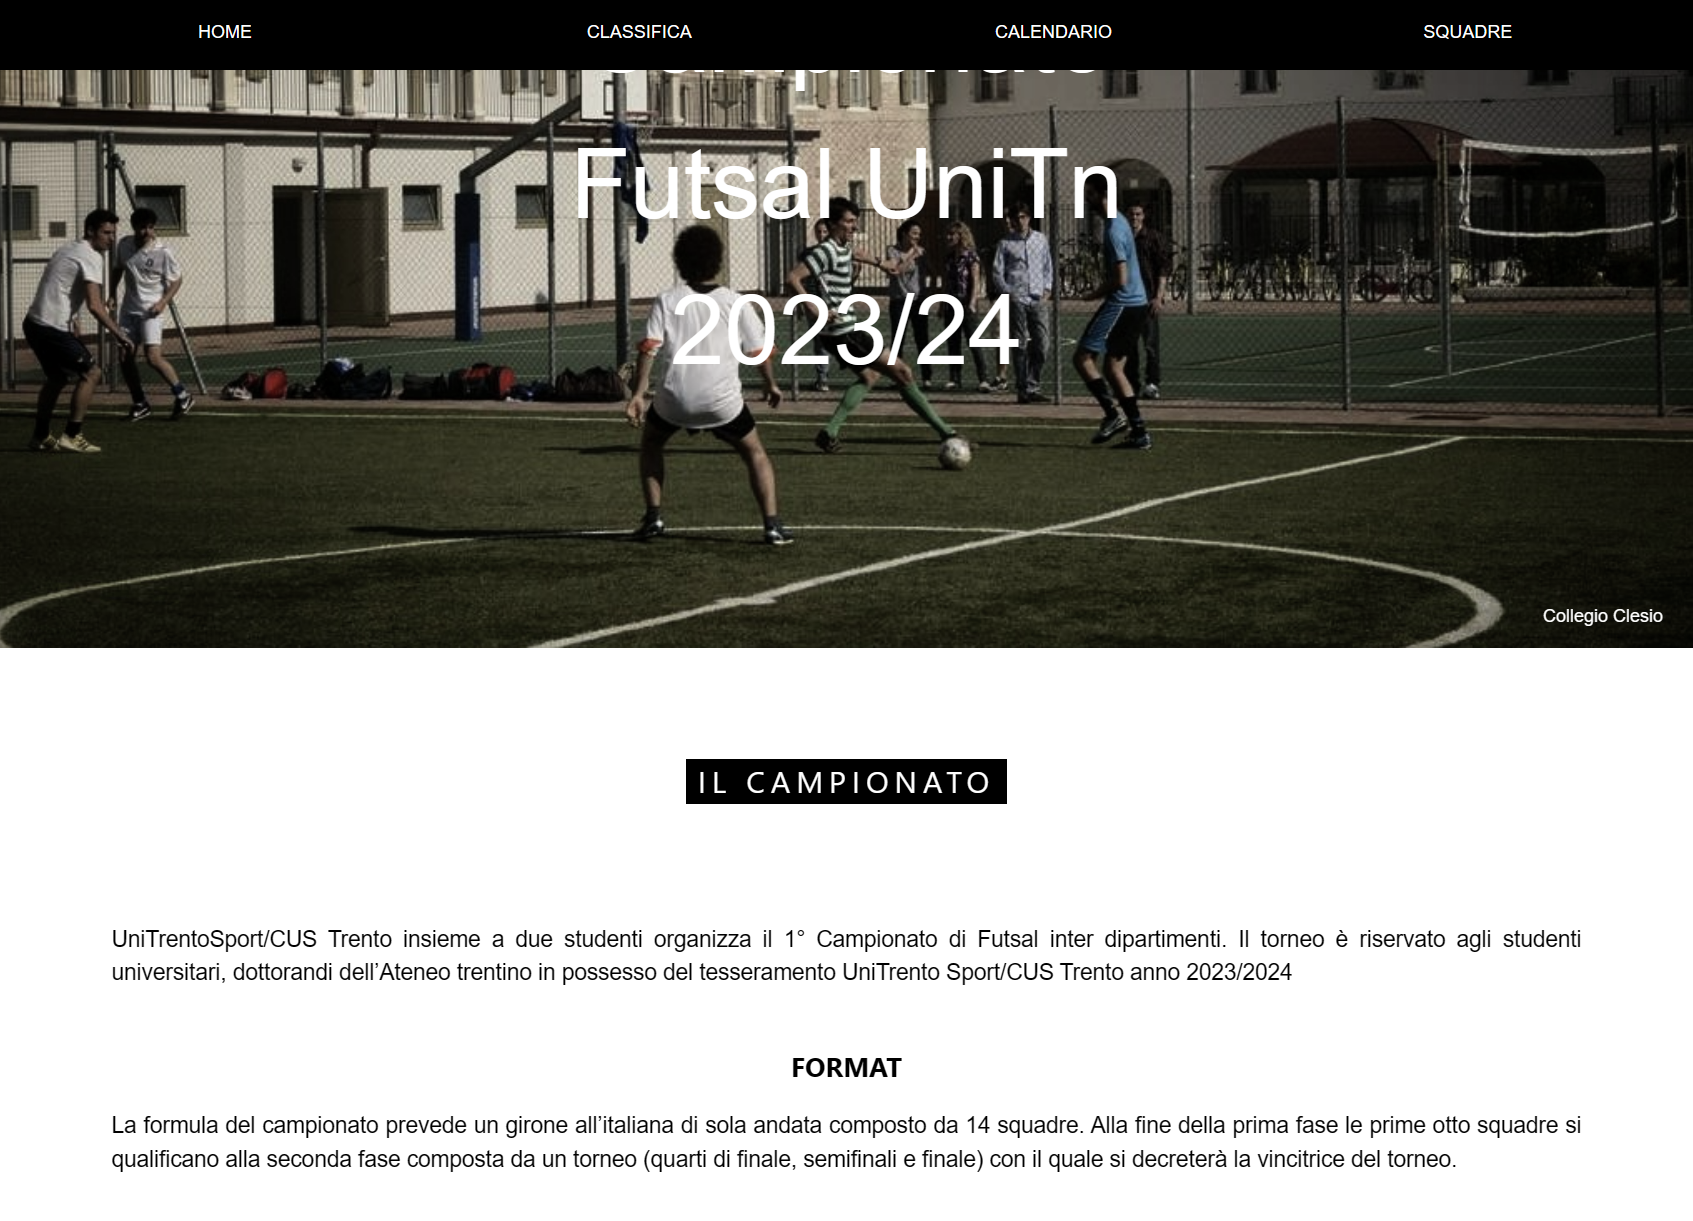 HOME CLASSIFICA CALENDARIO SQUADRE
Campionato
Futsal UniTn
2023/24
Collegio Clesio
IL CAMPIONATO
UniTrentoSport/CUS Trento insieme a due studenti organizza il 1° Campionato di Futsal inter dipartimenti. Il torneo è riservato agli studenti
universitari, dottorandi dell’Ateneo trentino in possesso del tesseramento UniTrento Sport/CUS Trento anno 2023/2024
FORMAT
La formula del campionato prevede un girone all’italiana di sola andata composto da 14 squadre. Alla fine della prima fase le prime otto squadre si
qualificano alla seconda fase composta da un torneo (quarti di finale, semifinali e finale) con il quale si decreterà la vincitrice del torneo.